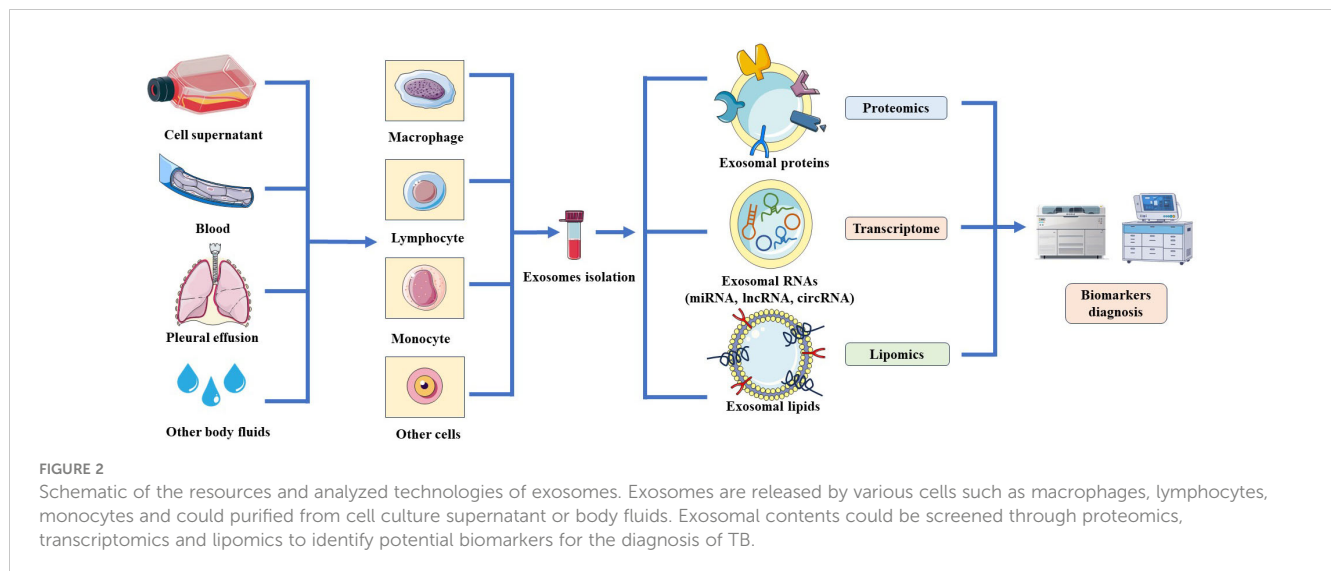 Cell supernatant
Blood
Pleural effusion
Other body fluids
Macrophage
Lymphocyte
Monocyte
Other cells
Exosomes isolation
Exosomal proteins
Exosomal RNAs
(miRNA, lncRNA, circRNA)
Exosomal lipids
Proteomics
Transcriptome
Lipomics
Biomarkers
diagnosis
FIGURE 2
Schematic of the resources and analyzed technologies of exosomes. Exosomes are released by various cells such as macrophages, lymphocytes,
monocytes and could purified from cell culture supernatant or body fluids. Exosomal contents could be screened through proteomics,
transcriptomics and lipomics to identify potential biomarkers for the diagnosis of TB.